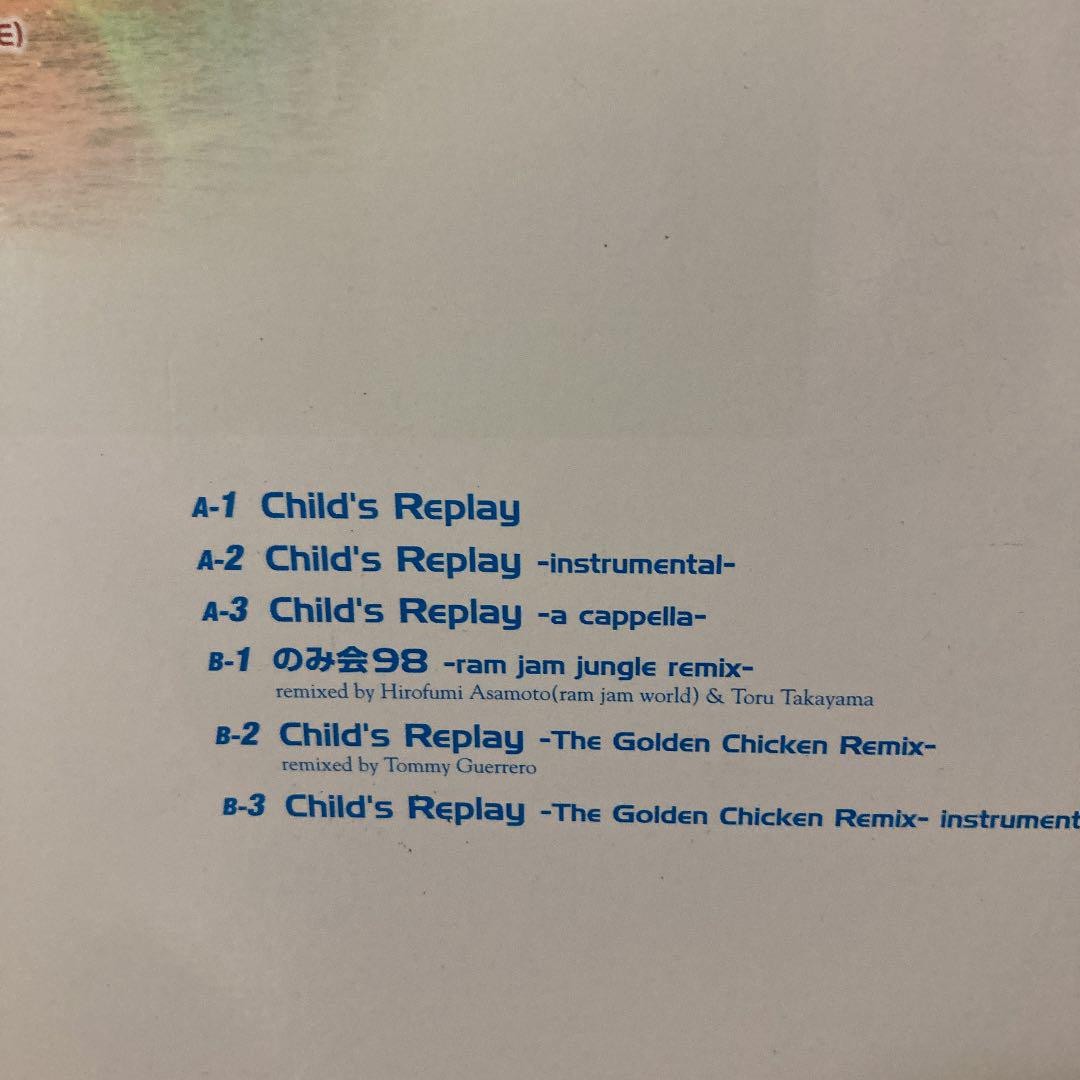 E)
A-1 Child's Replay
A-2 Child's Replay -instrumental-
A-3 Child's Replay -a cappella-
B-1 のみ会98 -ram jam jungle remix-
remixed by Hirofumi Asamoto(ram jam world) & Toru Takayama
B-2 Child's Replay -The Golden Chicken Remix-
remixed by Tommy Guerrero
B-3 Child's Replay -The Golden Chicken Remix- instrument